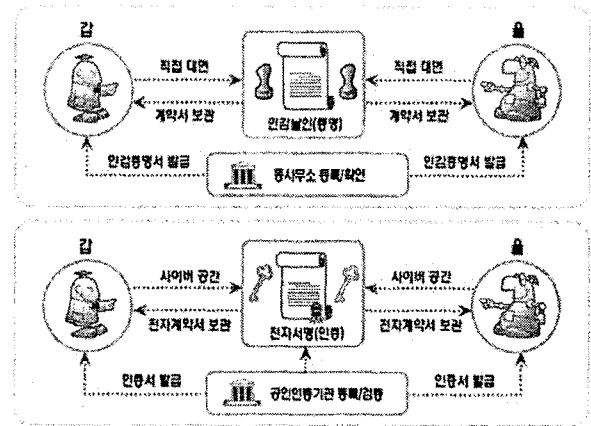 갑 을
직접 대면 직접 대면
계약서 보관 계약서 보관
인감날인(증명)
인감증명서 발급 인감증명서 발급
동사무소 등록/확인
갑 을
사이버 공간 사이버 공간
전자계약서 보관 전자계약서 보관
전자서명(인증)
인증서 발급 인증서 발급
공인인증기관 등록/검증